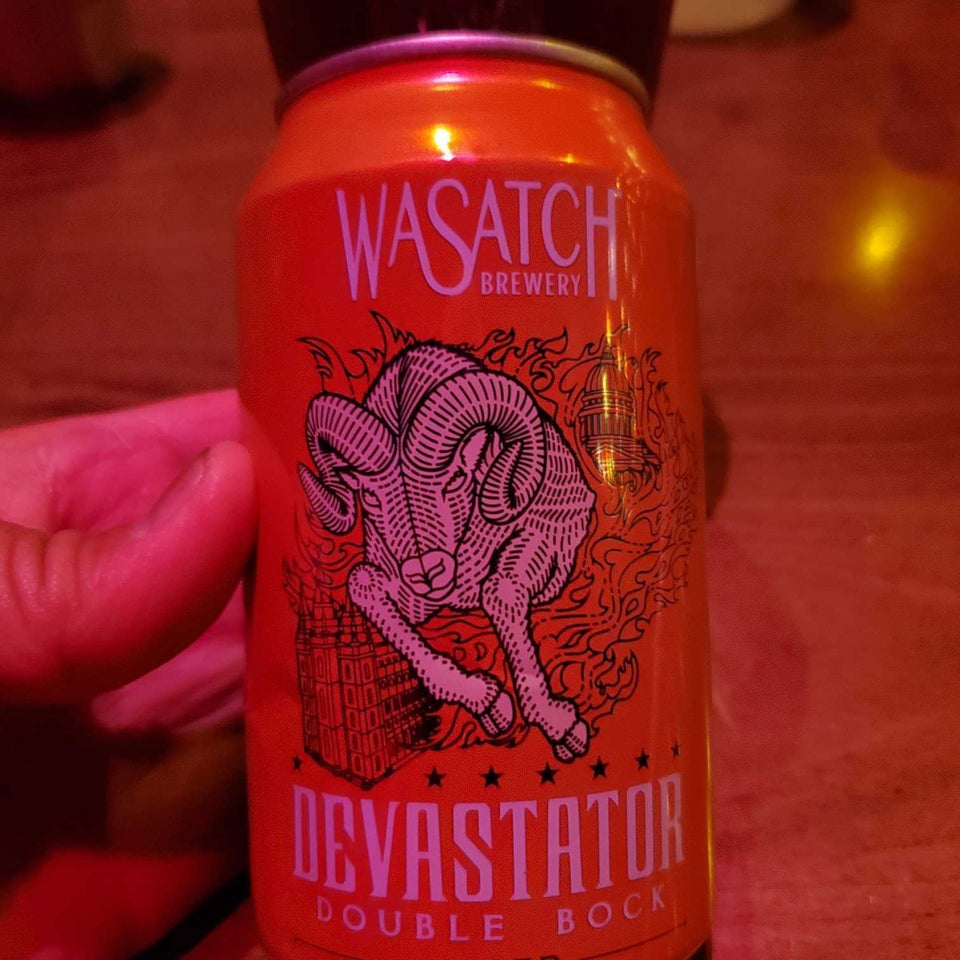 WASATCH
BREWERY
DEVASTATOR
DOUBLE BOCK